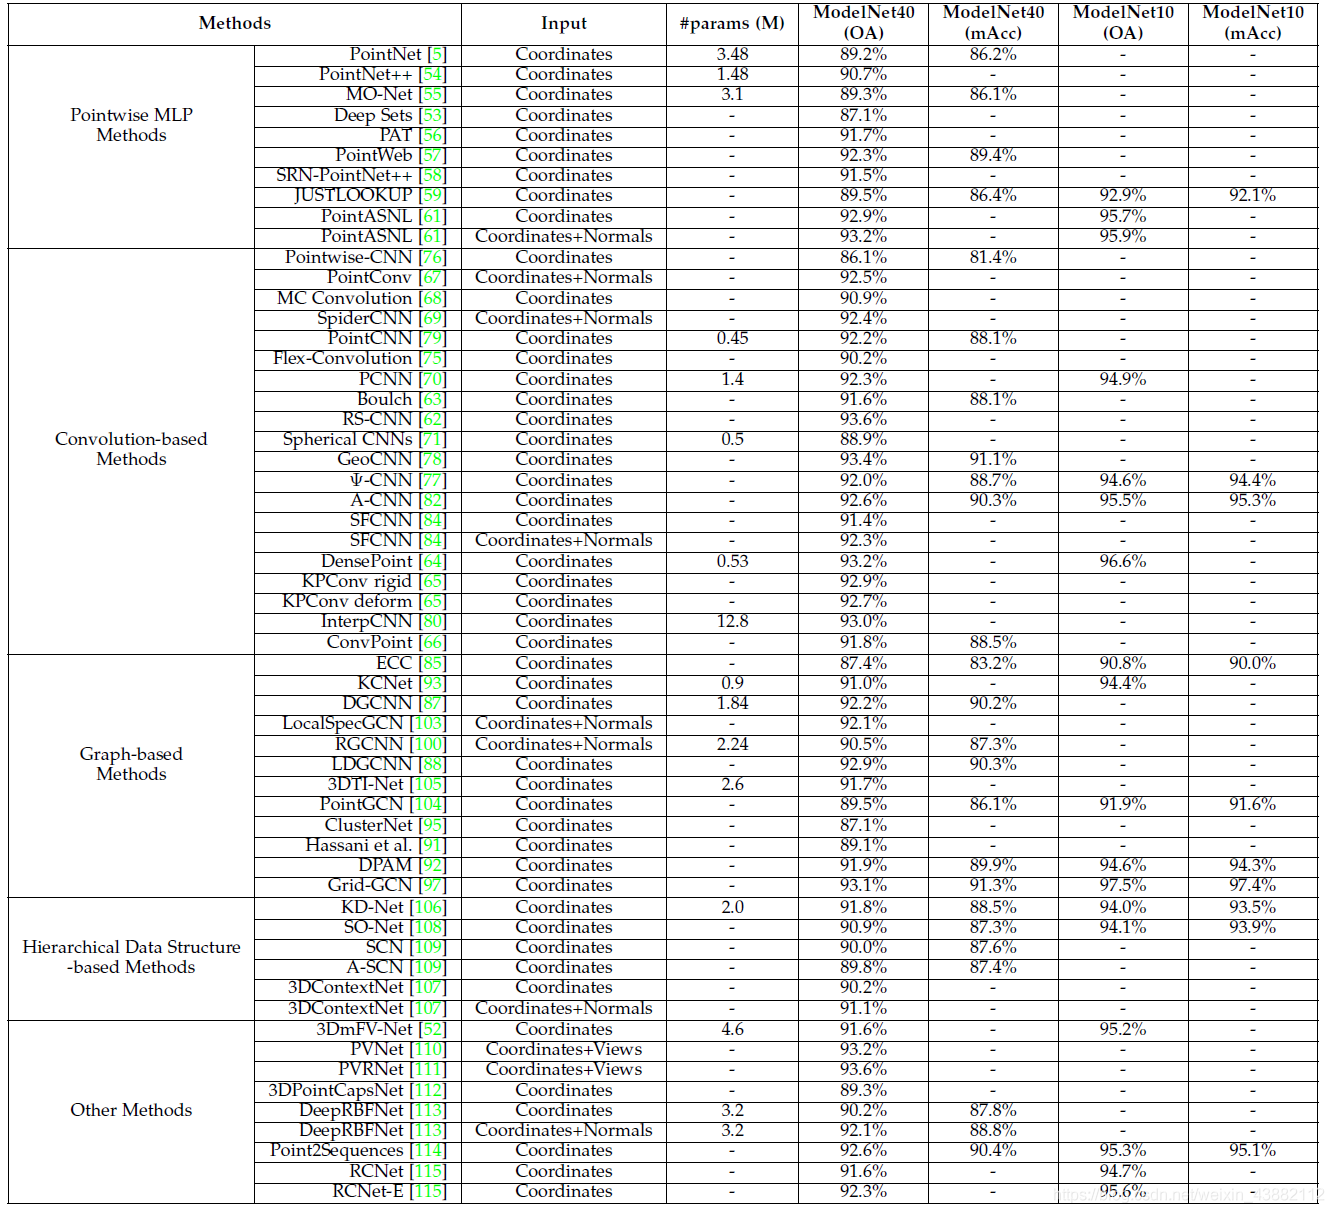 Methods Input #params (M) ModelNet40 (OA) ModelNet40 (mAcc) ModelNet10 (OA) ModelNet10 (mAcc)
Pointwise MLP Methods
PointNet [5] Coordinates 3.48 89.2% 86.2% - -
PointNet++ [54] Coordinates 1.48 90.7% - - -
MO-Net [55] Coordinates 3.1 89.3% 86.1% - -
Deep Sets [53] Coordinates - 87.1% - - -
PAT [56] Coordinates - 91.7% - - -
PointWeb [57] Coordinates - 92.3% 89.4% - -
SRN-PointNet++ [58] Coordinates - 91.5% - - -
JUSTLOOKUP [59] Coordinates - 89.5% 86.4% 92.9% 92.1%
PointASNL [61] Coordinates - 92.9% - 95.7% -
PointASNL [61] Coordinates+Normals - 93.2% - 95.9% -
Convolution-based Methods
Pointwise-CNN [76] Coordinates - 86.1% 81.4% - -
PointConv [67] Coordinates+Normals - 92.5% - - -
MC Convolution [68] Coordinates - 90.9% - - -
SpiderCNN [69] Coordinates+Normals - 92.4% - - -
PointCNN [79] Coordinates 0.45 92.2% 88.1% - -
Flex-Convolution [75] Coordinates - 90.2% - - -
PCNN [70] Coordinates 1.4 92.3% - 94.9% -
Boulch [63] Coordinates - 91.6% 88.1% - -
RS-CNN [62] Coordinates - 93.6% - - -
Spherical CNNs [71] Coordinates 0.5 88.9% - - -
GeoCNN [78] Coordinates - 93.4% 91.1% - -
Ψ-CNN [77] Coordinates - 92.0% 88.7% 94.6% 94.4%
A-CNN [82] Coordinates - 92.6% 90.3% 95.5% 95.3%
SFCNN [84] Coordinates - 91.4% - - -
SFCNN [84] Coordinates+Normals - 92.3% - - -
DensePoint [64] Coordinates 0.53 93.2% - 96.6% -
KPConv rigid [65] Coordinates - 92.9% - - -
KPConv deform [65] Coordinates - 92.7% - - -
InterpCNN [80] Coordinates 12.8 93.0% - - -
ConvPoint [66] Coordinates - 91.8% 88.5% - -
Graph-based Methods
ECC [85] Coordinates - 87.4% 83.2% 90.8% 90.0%
KCNet [93] Coordinates 0.9 91.0% - 94.4% -
DGCNN [87] Coordinates 1.84 92.2% 90.2% - -
LocalSpecGCN [103] Coordinates+Normals - 92.1% - - -
RGCNN [100] Coordinates+Normals 2.24 90.5% 87.3% - -
LDGCNN [88] Coordinates - 92.9% 90.3% - -
3DTI-Net [105] Coordinates 2.6 91.7% - - -
PointGCN [104] Coordinates - 89.5% 86.1% 91.9% 91.6%
ClusterNet [95] Coordinates - 87.1% - - -
Hassani et al. [91] Coordinates - 89.1% - - -
DPAM [92] Coordinates - 91.9% 89.9% 94.6% 94.3%
Grid-GCN [97] Coordinates - 93.1% 91.3% 97.5% 97.4%
Hierarchical Data Structure -based Methods
KD-Net [106] Coordinates 2.0 91.8% 88.5% 94.0% 93.5%
SO-Net [108] Coordinates - 90.9% 87.3% 94.1% 93.9%
SCN [109] Coordinates - 90.0% 87.6% - -
A-SCN [109] Coordinates - 89.8% 87.4% - -
3DContextNet [107] Coordinates - 90.2% - - -
3DContextNet [107] Coordinates+Normals - 91.1% - - -
Other Methods
3DmFV-Net [52] Coordinates 4.6 91.6% - 95.2% -
PVNet [110] Coordinates+Views - 93.2% - - -
PVRNet [111] Coordinates+Views - 93.6% - - -
3DPointCapsNet [112] Coordinates - 89.3% - - -
DeepRBFNet [113] Coordinates 3.2 90.2% 87.8% - -
DeepRBFNet [113] Coordinates+Normals 3.2 92.1% 88.8% - -
Point2Sequences [114] Coordinates - 92.6% 90.4% 95.3% 95.1%
RCNet [115] Coordinates - 91.6% - 94.7% -
RCNet-E [115] Coordinates - 92.3% - 95.6% -